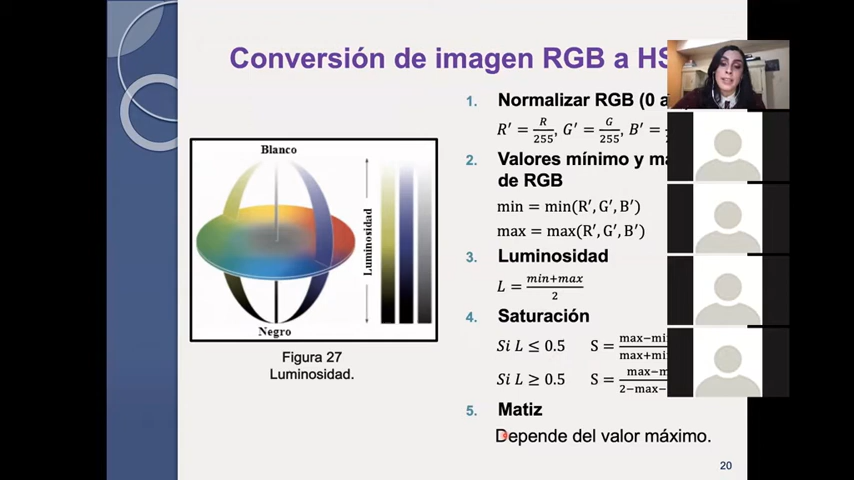 Conversión de imagen RGB a HS
Blanco
Luminosidad
Negro
Figura 27
Luminosidad.
1. Normalizar RGB (0 a
R′ = R/255, G′ = G/255, B′ =
2. Valores mínimo y
de RGB
min = min(R′, G′, B′)
max = max(R′, G′, B′)
3. Luminosidad
L = min+max/2
4. Saturación
Si L ≤ 0.5 S = max−mi/max+mi
Si L ≥ 0.5 S = max−m/2−max−
5. Matiz
Depende del valor máximo.
20